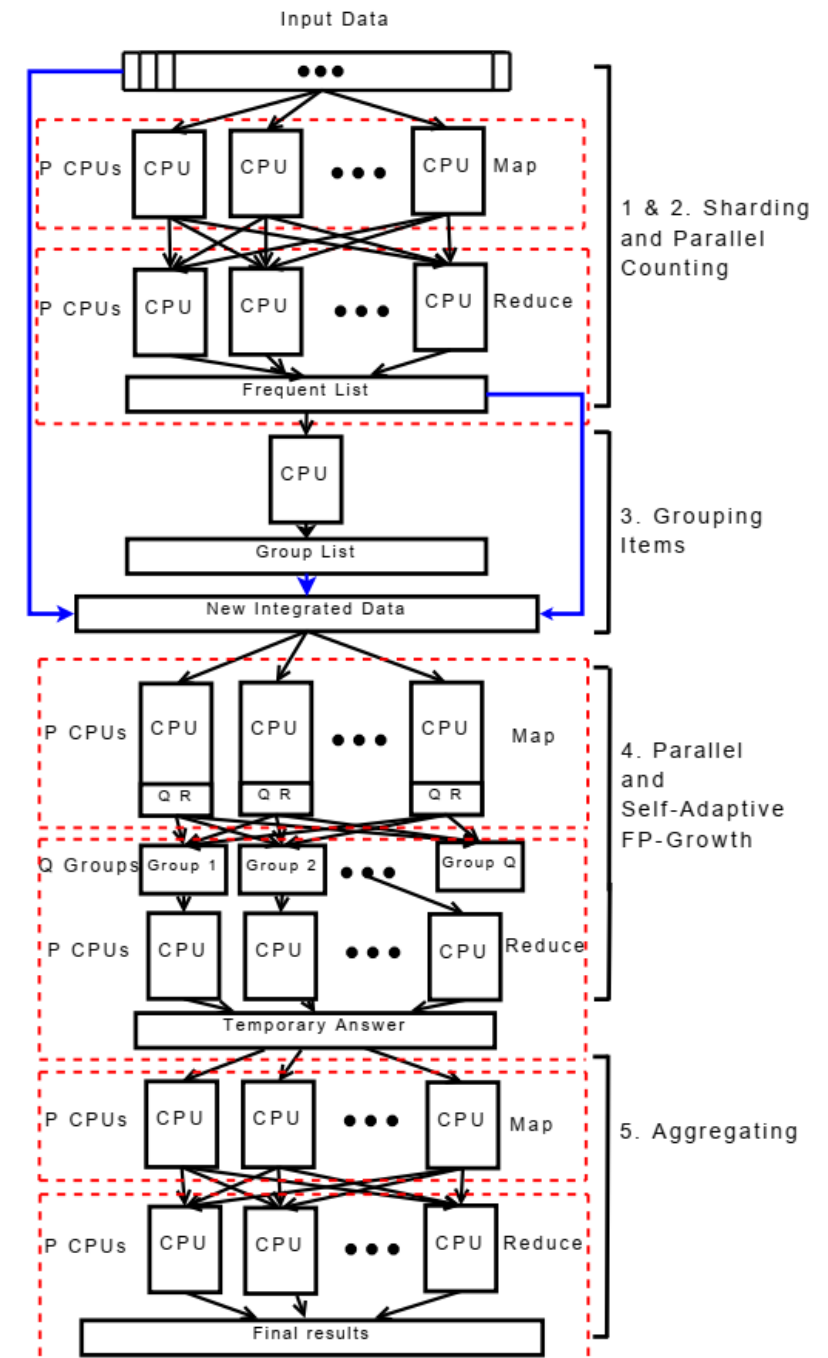 Input Data
P CPUs
CPU
CPU
CPU
Map
1 & 2. Sharding
and Parallel
Counting
P CPUs
CPU
CPU
CPU
Reduce
Frequent List
CPU
3. Grouping
Items
Group List
New Integrated Data
P CPUs
CPU
CPU
CPU
Map
Q R
Q R
Q R
4. Parallel
and
Self-Adaptive
FP-Growth
Q Groups
Group 1
Group 2
Group Q
P CPUs
CPU
CPU
CPU
Reduce
Temporary Answer
P CPUs
CPU
CPU
CPU
Map
5. Aggregating
P CPUs
CPU
CPU
CPU
Reduce
Final results